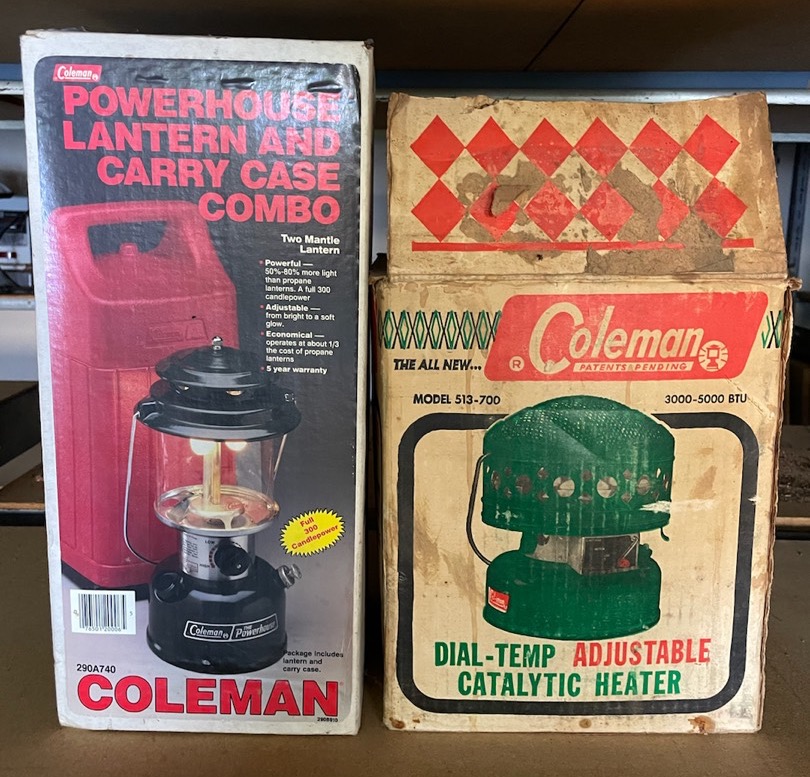 Coleman
POWERHOUSE
LANTERN AND
CARRY CASE
COMBO
Two Mantle
Lantern
• Powerful —
50%-80% more light
than propane
lanterns. A full 300
candlepower
• Adjustable —
from bright to a soft
glow.
• Economical —
operates at about 1/3
the cost of propane
lanterns
• 5 year warranty
Full
300
Candlepower
LOW
Coleman THE Powerhouse
Package includes
lantern and
carry case.
290A740
COLEMAN
Coleman
®
PATENTS PENDING
THE ALL NEW...
MODEL 513-700
3000-5000 BTU
DIAL-TEMP ADJUSTABLE
CATALYTIC HEATER